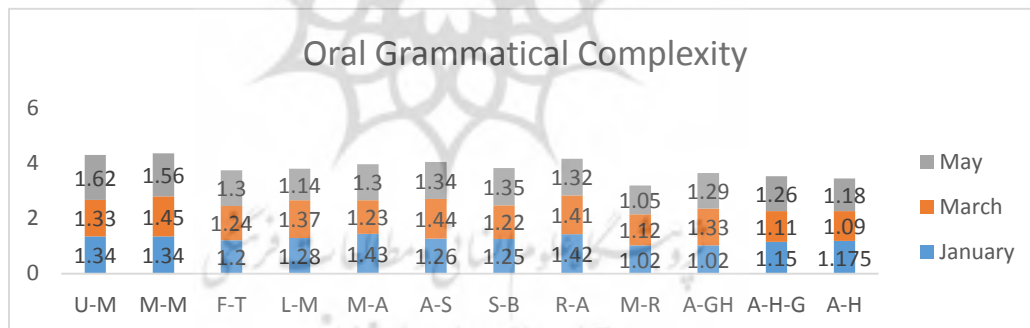 Oral Grammatical Complexity
6
4
2
0
1.62 1.56 1.3 1.14 1.3 1.34 1.35 1.32 1.05 1.29 1.26 1.18
1.33 1.45 1.24 1.37 1.23 1.44 1.22 1.41 1.12 1.33 1.11 1.09
1.34 1.34 1.2 1.28 1.43 1.26 1.25 1.42 1.02 1.02 1.15 1.175
U-M M-M F-T L-M M-A A-S S-B R-A M-R A-GH A-H-G A-H
May
March
January